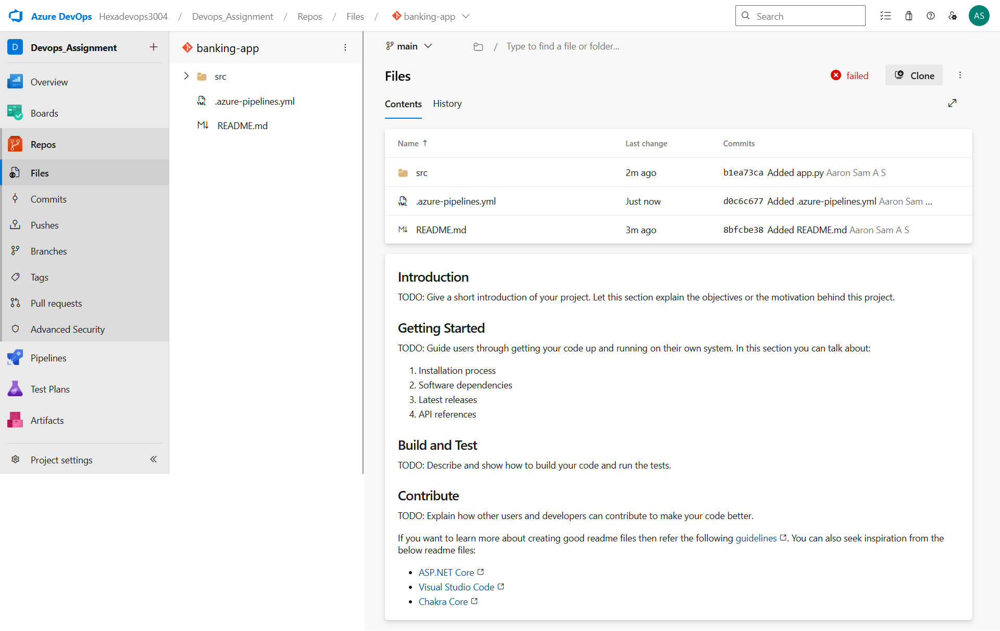 Azure DevOps Hexadevops3004 / Devops_Assignment / Repos / Files / banking-app
Search
AS
D Devops_Assignment
Overview
Boards
Repos
Files
Commits
Pushes
Branches
Tags
Pull requests
Advanced Security
Pipelines
Test Plans
Artifacts
Project settings
banking-app
src
YML .azure-pipelines.yml
M↓ README.md
main
/ Type to find a file or folder...
Files
failed
Clone
Contents History
Name ↑ Last change Commits
src 2m ago b1ea73ca Added app.py Aaron Sam A S
YML .azure-pipelines.yml Just now d0c6c677 Added .azure-pipelines.yml Aaron Sam ...
M↓ README.md 3m ago 8bfcbe38 Added README.md Aaron Sam A S
Introduction
TODO: Give a short introduction of your project. Let this section explain the objectives or the motivation behind this project.
Getting Started
TODO: Guide users through getting your code up and running on their own system. In this section you can talk about:
1. Installation process
2. Software dependencies
3. Latest releases
4. API references
Build and Test
TODO: Describe and show how to build your code and run the tests.
Contribute
TODO: Explain how other users and developers can contribute to make your code better.
If you want to learn more about creating good readme files then refer the following guidelines. You can also seek inspiration from the
below readme files:
• ASP.NET Core
• Visual Studio Code
• Chakra Core